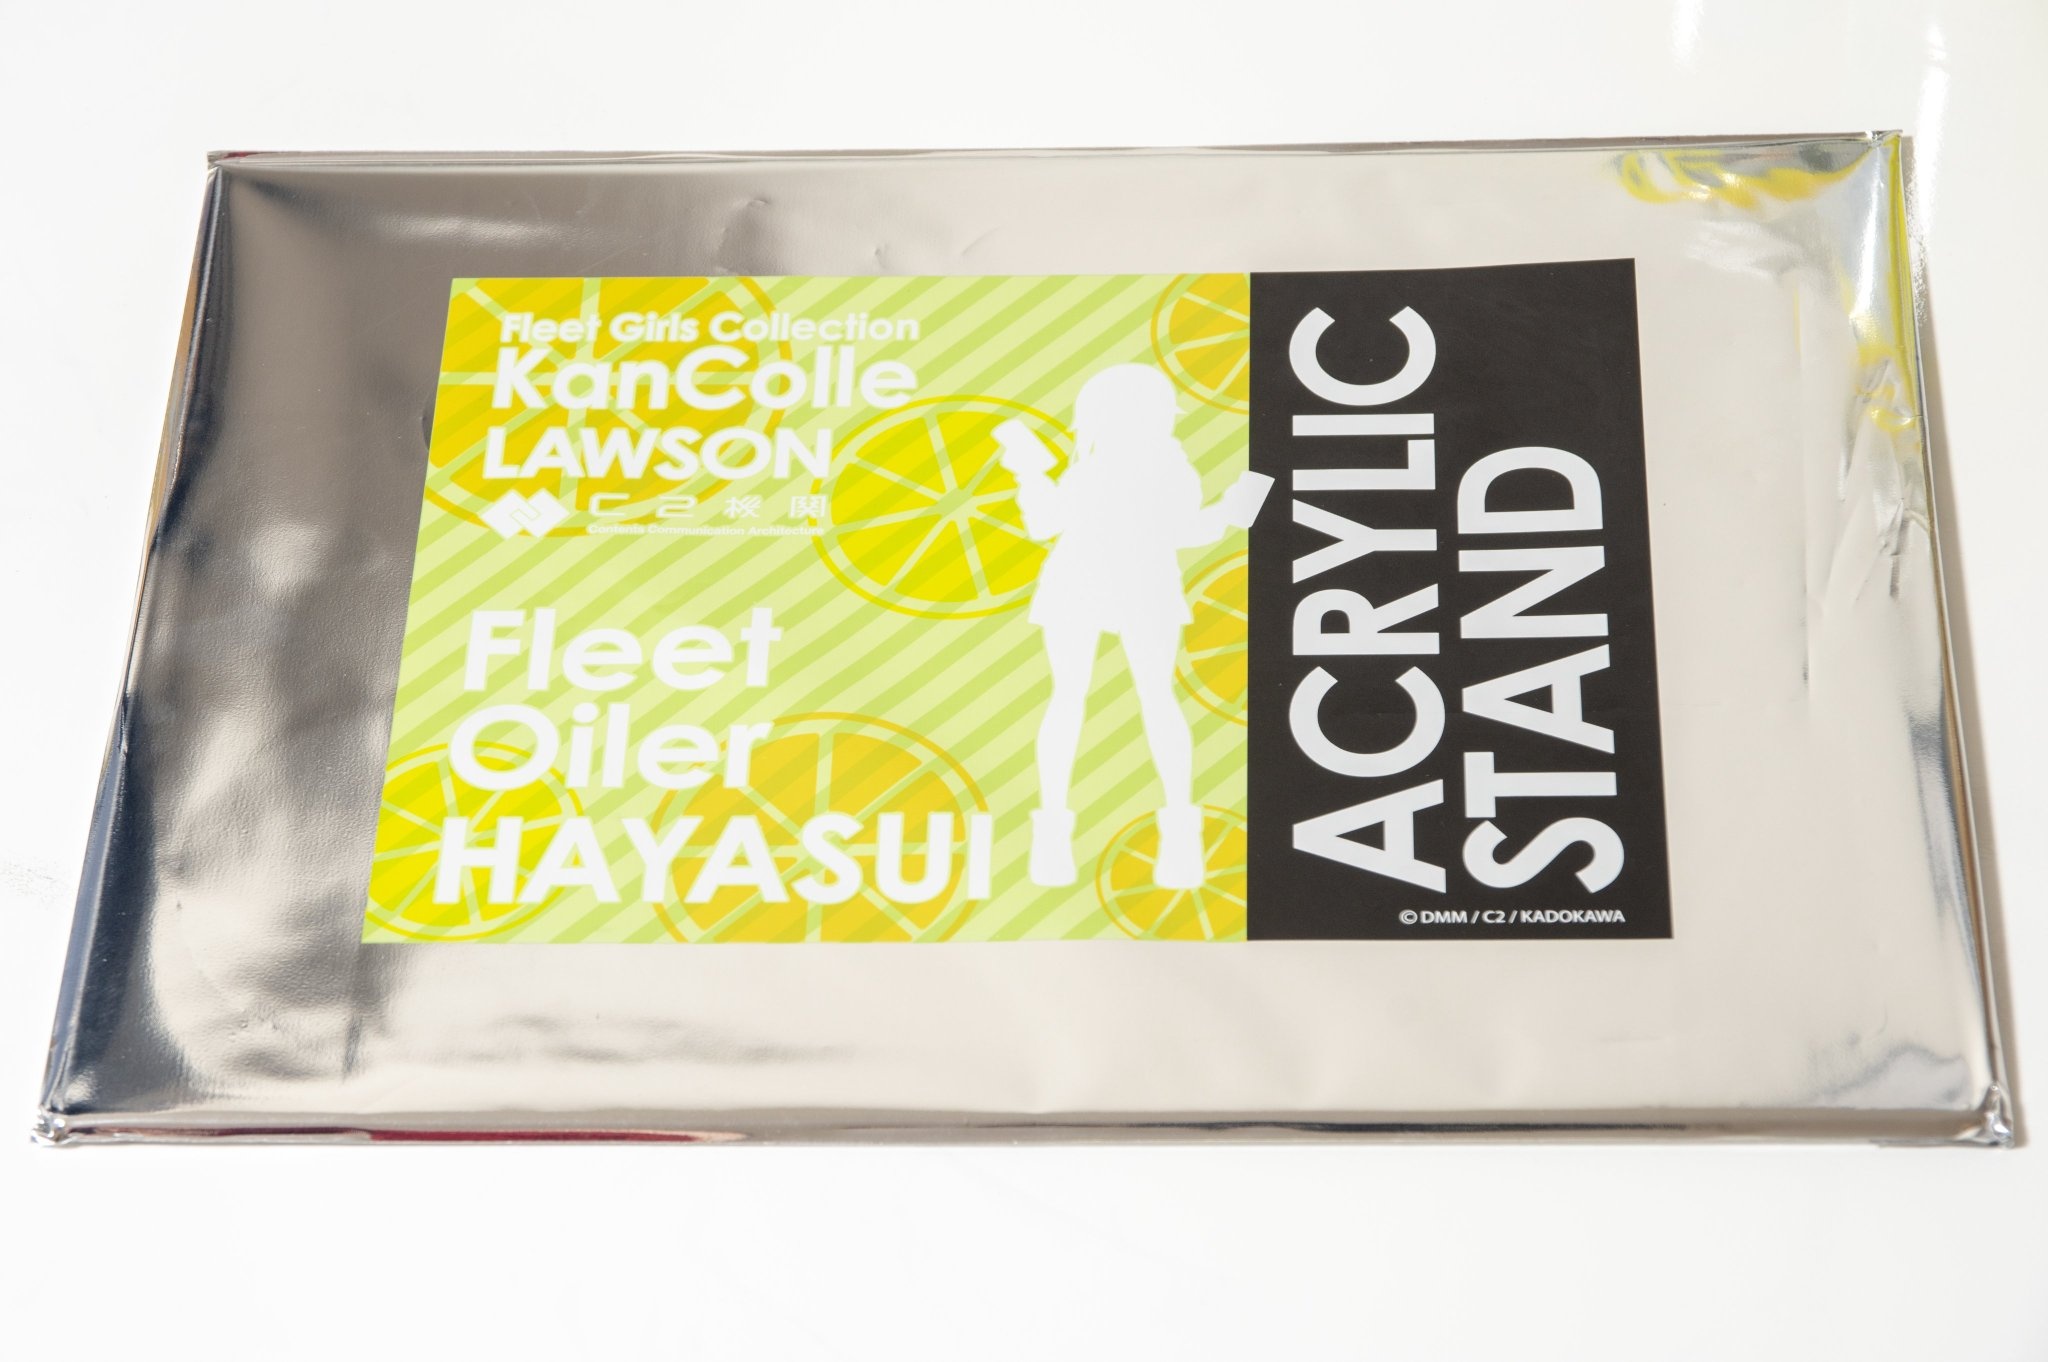 Fleet Girls Collection
KanColle
LAWSON
C2機関
Contents Communication Architecture
Fleet
Oiler
HAYASUI
ACRYLIC
STAND
© DMM / C2 / KADOKAWA